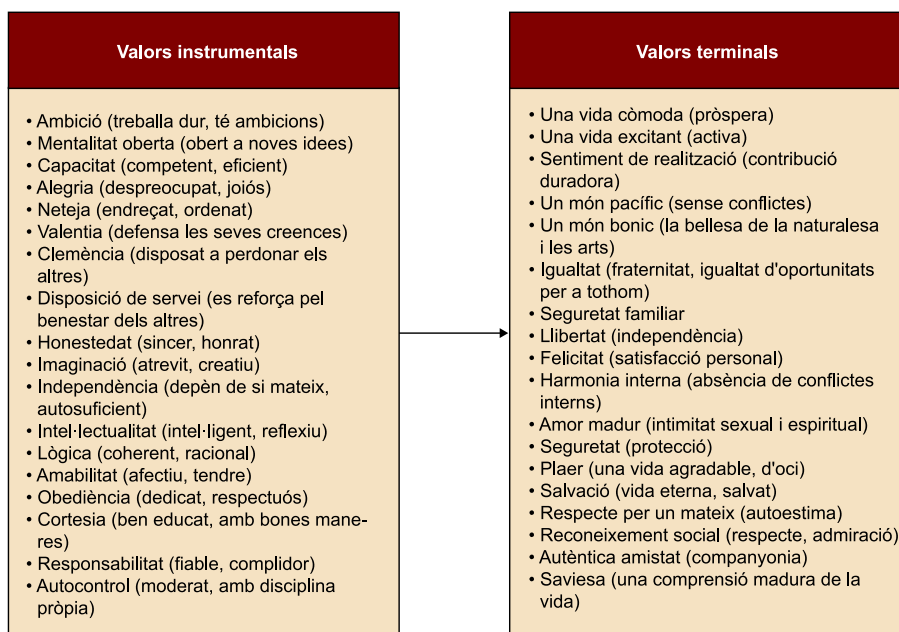 Valors instrumentals
• Ambició (treballa dur, té ambicions)
• Mentalitat oberta (obert a noves idees)
• Capacitat (competent, eficient)
• Alegria (despreocupat, joiós)
• Neteja (endreçat, ordenat)
• Valentia (defensa les seves creences)
• Clemència (disposat a perdonar els
altres)
• Disposició de servei (es reforça pel
benestar dels altres)
• Honestedat (sincer, honrat)
• Imaginació (atrevit, creatiu)
• Independència (depèn de si mateix,
autosuficient)
• Intel·lectualitat (intel·ligent, reflexiu)
• Lògica (coherent, racional)
• Amabilitat (afectiu, tendre)
• Obediència (dedicat, respectuós)
• Cortesia (ben educat, amb bones mane-
res)
• Responsabilitat (fiable, complidor)
• Autocontrol (moderat, amb disciplina
pròpia)
Valors terminals
• Una vida còmoda (pròspera)
• Una vida excitant (activa)
• Sentiment de realització (contribució
duradora)
• Un món pacífic (sense conflictes)
• Un món bonic (la bellesa de la naturalesa
i les arts)
• Igualtat (fraternitat, igualtat d'oportunitats
per a tothom)
• Seguretat familiar
• Llibertat (independència)
• Felicitat (satisfacció personal)
• Harmonia interna (absència de conflictes
interns)
• Amor madur (intimitat sexual i espiritual)
• Seguretat (protecció)
• Plaer (una vida agradable, d'oci)
• Salvació (vida eterna, salvat)
• Respecte per un mateix (autoestima)
• Reconeixement social (respecte, admiració)
• Autèntica amistat (companyonia)
• Saviesa (una comprensió madura de la
vida)